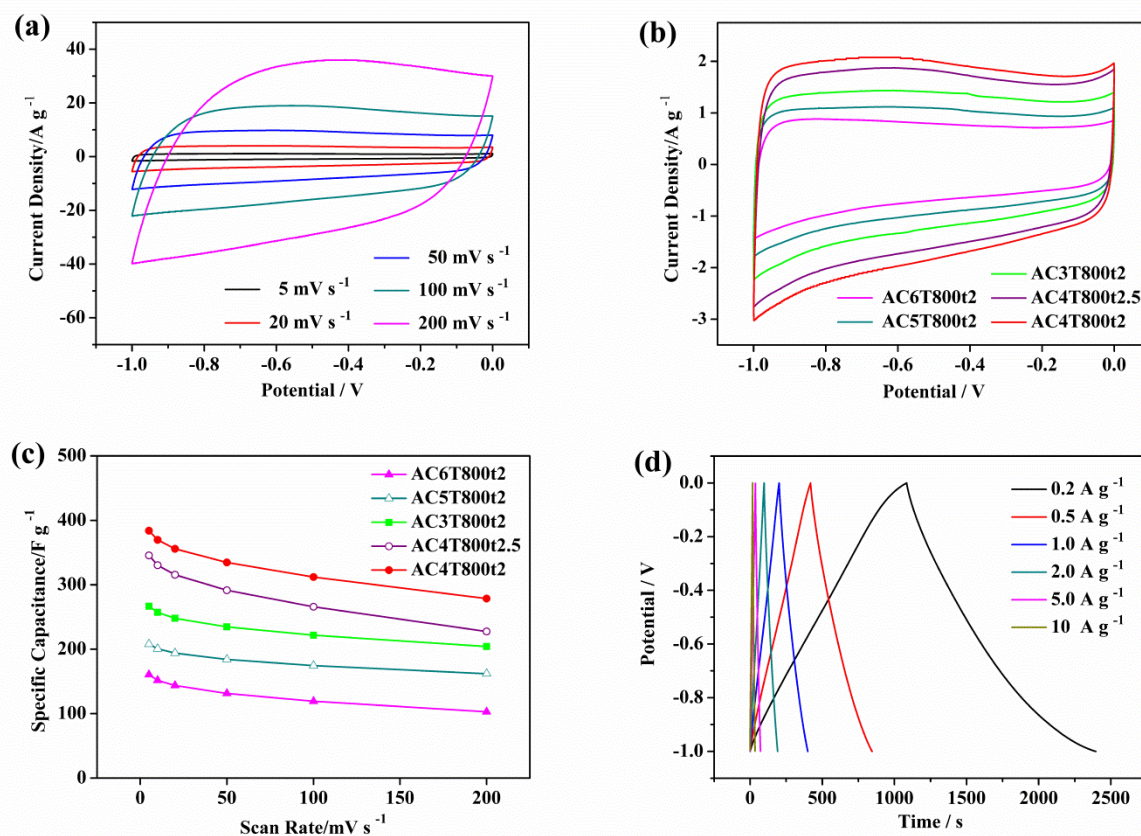 (a)
40
20
0
-20
-40
-60
Current Density/A g -1
-1.0 -0.8 -0.6 -0.4 -0.2 0.0
Potential / V
50 mV s -1
5 mV s -1
100 mV s -1
20 mV s -1
200 mV s -1
(b)
2
1
0
-1
-2
-3
Current Density/A g -1
-1.0 -0.8 -0.6 -0.4 -0.2 0.0
Potential / V
AC3T800t2
AC6T800t2
AC4T800t2.5
AC5T800t2
AC4T800t2
(c)
500
400
300
200
100
0
Specific Capacitance/F g -1
0 50 100 150 200
Scan Rate/mV s -1
AC6T800t2
AC5T800t2
AC3T800t2
AC4T800t2.5
AC4T800t2
(d)
0.0
-0.2
-0.4
-0.6
-0.8
-1.0
Potential / V
0 500 1000 1500 2000 2500
Time / s
0.2 A g -1
0.5 A g -1
1.0 A g -1
2.0 A g -1
5.0 A g -1
10 A g -1